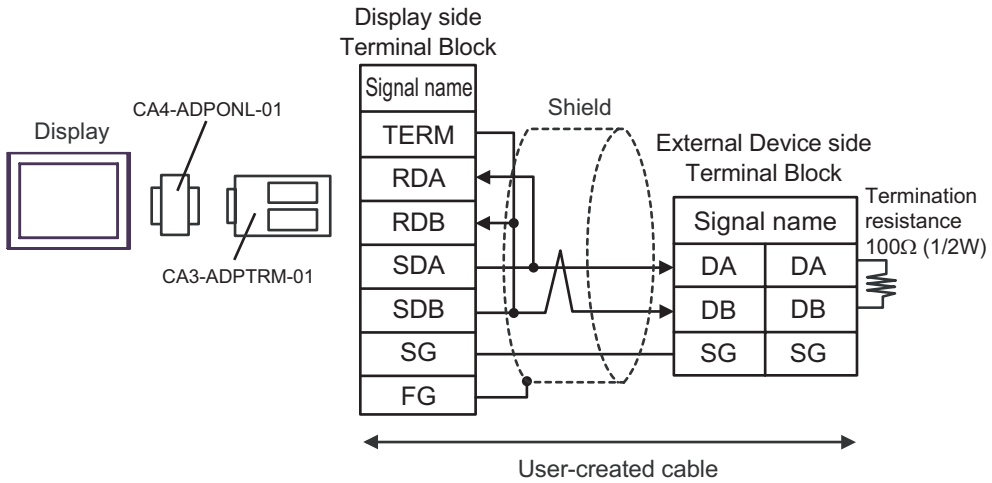 Display side
Terminal Block
CA4-ADPONL-01
Display
CA3-ADPTRM-01
Signal name
TERM
RDA
RDB
SDA
SDB
SG
FG
Shield
External Device side
Terminal Block
Signal name
DA DA
DB DB
SG SG
Termination
resistance
100Ω (1/2W)
User-created cable